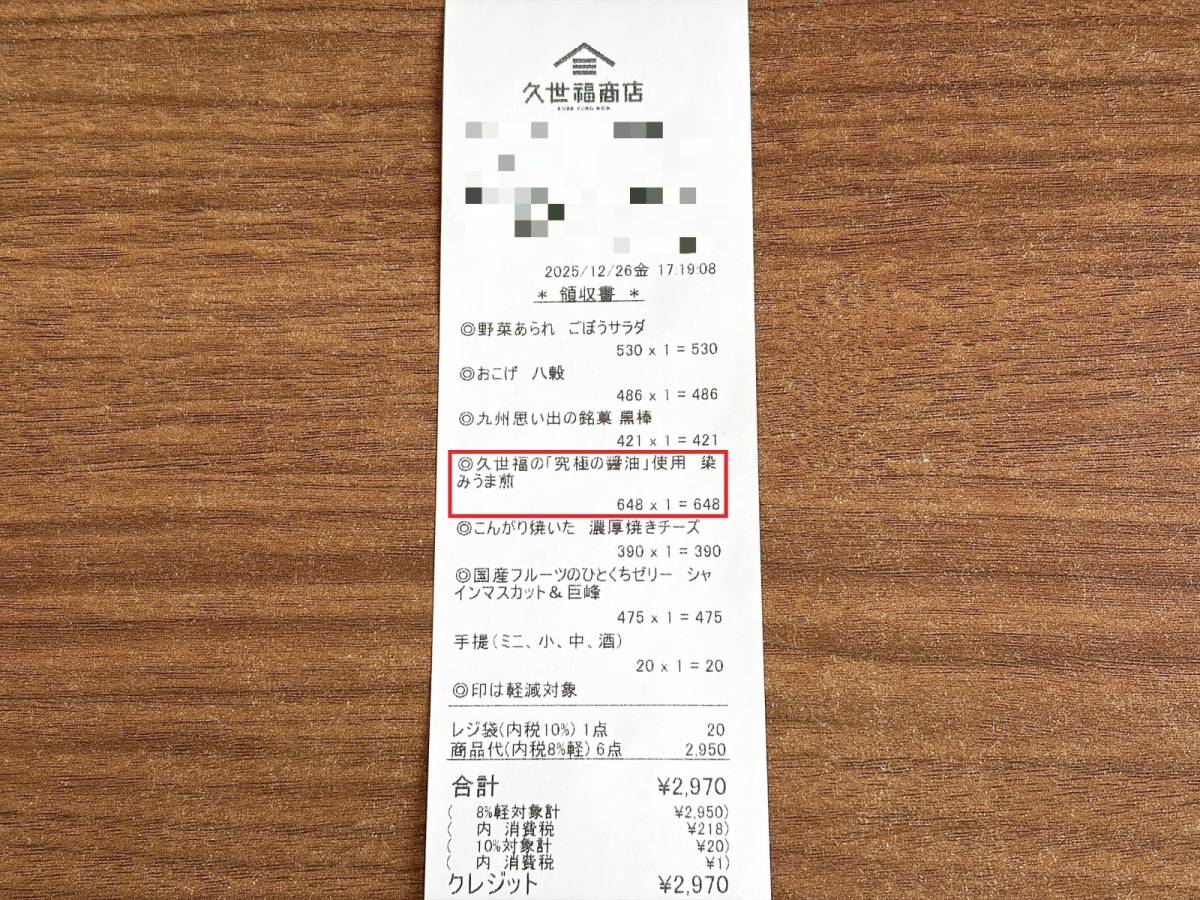 久世福商店
KUZE FUKU & CO.
2025/12/26金 17:19:08
* 領収書 *
◎野菜あられ ごぼうサラダ
530 x 1 = 530
◎おこげ 八穀
486 x 1 = 486
◎九州思い出の銘菓 黒棒
421 x 1 = 421
◎久世福の「究極の醤油」使用 染
みうま煎
648 x 1 = 648
◎こんがり焼いた 濃厚焼きチーズ
390 x 1 = 390
◎国産フルーツのひとくちゼリー シャ
インマスカット＆巨峰
475 x 1 = 475
手提(ミニ、小、中、酒)
20 x 1 = 20
◎印は軽減対象
レジ袋(内税10%) 1点 20
商品代(内税8%軽) 6点 2,950
合計 ¥2,970
( 8%軽対象計 ¥2,950)
( 内 消費税 ¥218)
( 10%対象計 ¥20)
( 内 消費税 ¥1)
クレジット ¥2,970